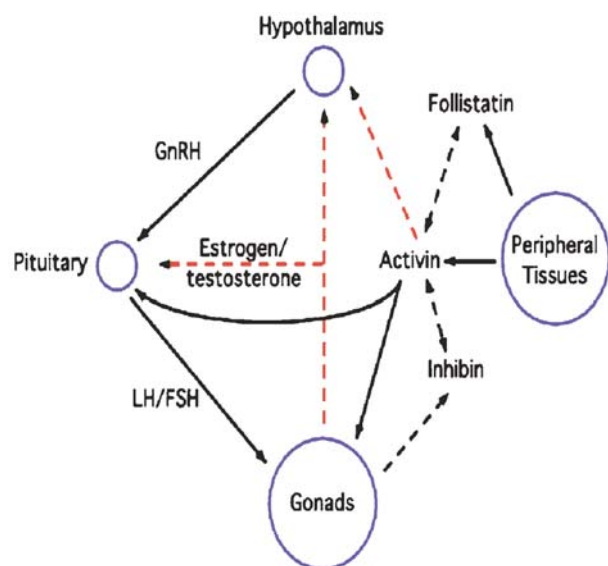 Hypothalamus
Follistatin
GnRH
Pituitary
Estrogen/
testosterone
Activin
Peripheral
Tissues
Inhibin
LH/FSH
Gonads